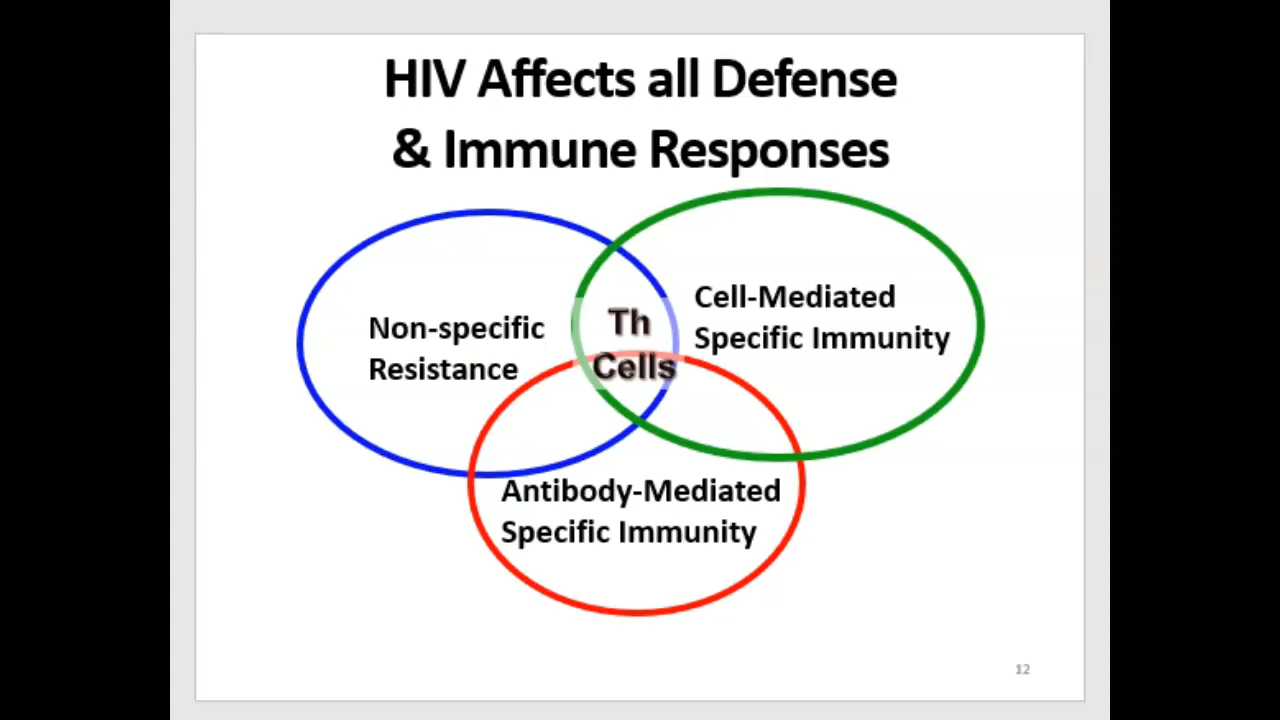 HIV Affects all Defense
& Immune Responses
Non-specific
Resistance
Th
Cells
Cell-Mediated
Specific Immunity
Antibody-Mediated
Specific Immunity
12